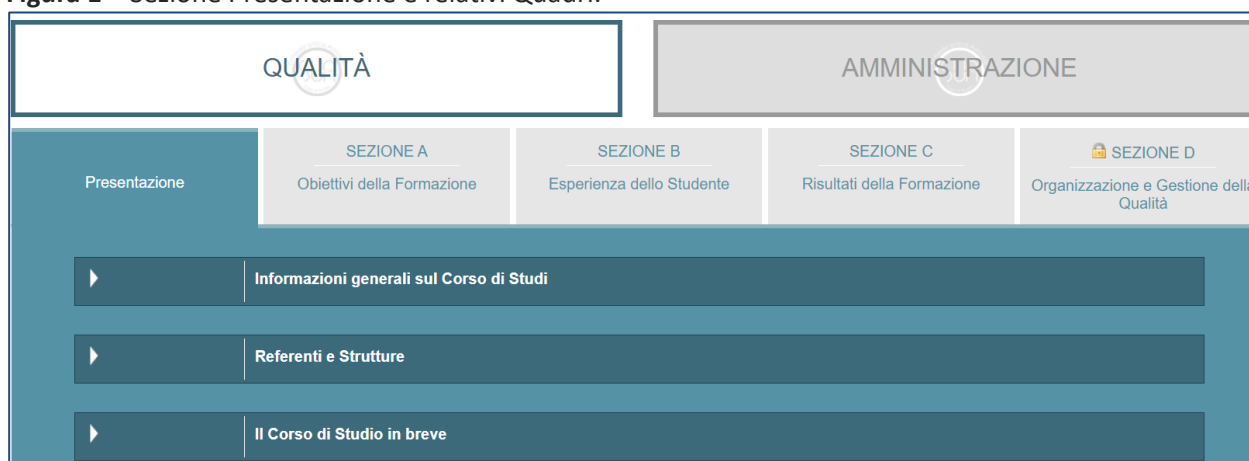 QUALITÀ
AMMINISTRAZIONE
Presentazione
SEZIONE A
Obiettivi della Formazione
SEZIONE B
Esperienza dello Studente
SEZIONE C
Risultati della Formazione
SEZIONE D
Organizzazione e Gestione della
Qualità
Informazioni generali sul Corso di Studi
Referenti e Strutture
Il Corso di Studio in breve